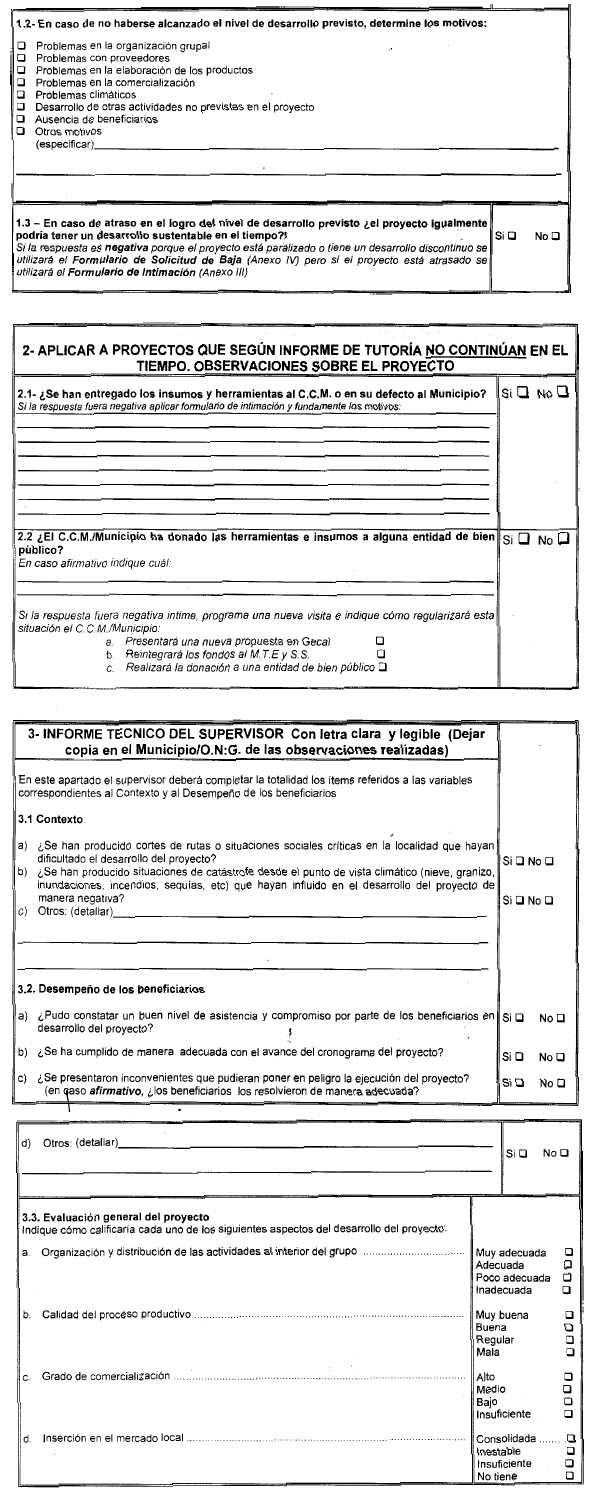 1.2- En caso de no haberse alcanzado el nivel de desarrollo previsto, determine los motivos:
❑ Problemas en la organización grupal
❑ Problemas con proveedores
❑ Problemas en la elaboración de los productos
❑ Problemas en la comercialización
❑ Problemas climáticos
❑ Desarrollo de otras actividades no previstas en el proyecto
❑ Ausencia de beneficiarios
❑ Otros motivos
(especificar)
1.3 – En caso de atraso en el logro del nivel de desarrollo previsto ¿el proyecto igualmente
podría tener un desarrollo sustentable en el tiempo?
Si ❑ No ❑
Si la respuesta es negativa porque el proyecto está paralizado o tiene un desarrollo discontinuo se
utilizará el Formulario de Solicitud de Baja (Anexo IV) pero si el proyecto está atrasado se
utilizará el Formulario de Intimación (Anexo III)
2- APLICAR A PROYECTOS QUE SEGÚN INFORME DE TUTORÍA NO CONTINÚAN EN EL
TIEMPO. OBSERVACIONES SOBRE EL PROYECTO
2.1- ¿Se han entregado los insumos y herramientas al C.C.M. o en su defecto al Municipio?
Si ❑ No ❑
Si la respuesta fuera negativa aplicar formulario de intimación y fundamente los motivos:
2.2 ¿El C.C.M./Municipio ha donado las herramientas e insumos a alguna entidad de bien
público?
Si ❑ No ❑
En caso afirmativo indique cuál:
Si la respuesta fuera negativa intime, programe una nueva visita e indique cómo regularizará esta
situación el C.C.M./Municipio:
a. Presentará una nueva propuesta en Gecal ❑
b. Reintegrará los fondos al M.T.E y S.S. ❑
c. Realizará la donación a una entidad de bien público ❑
3- INFORME TECNICO DEL SUPERVISOR Con letra clara y legible (Dejar
copia en el Municipio/O.N:G. de las observaciones realizadas)
En este apartado el supervisor deberá completar la totalidad los items referidos a las variables
correspondientes al Contexto y al Desempeño de los beneficiarios
3.1 Contexto
a) ¿Se han producido cortes de rutas o situaciones sociales críticas en la localidad que hayan
dificultado el desarrollo del proyecto?
Si ❑ No ❑
b) ¿Se han producido situaciones de catástrofe desde el punto de vista climático (nieve, granizo,
inundaciones, incendios, sequías, etc) que hayan influido en el desarrollo del proyecto de
manera negativa?
Si ❑ No ❑
c) Otros: (detallar)
3.2. Desempeño de los beneficiarios
a) ¿Pudo constatar un buen nivel de asistencia y compromiso por parte de los beneficiarios en
desarrollo del proyecto?
Si ❑ No ❑
b) ¿Se ha cumplido de manera adecuada con el avance del cronograma del proyecto?
Si ❑ No ❑
c) ¿Se presentaron inconvenientes que pudieran poner en peligro la ejecución del proyecto?
(en caso afirmativo, ¿los beneficiarios los resolvieron de manera adecuada?
Si ❑ No ❑
d) Otros: (detallar)
Si ❑ No ❑
3.3. Evaluación general del proyecto
Indique cómo calificaría cada uno de los siguientes aspectos del desarrollo del proyecto:
a. Organización y distribución de las actividades al interior del grupo ....................
Muy adecuada ❑
Adecuada ❑
Poco adecuada ❑
Inadecuada ❑
b. Calidad del proceso productivo....................
Muy buena ❑
Buena ❑
Regular ❑
Mala ❑
c. Grado de comercialización ....................
Alto ❑
Medio ❑
Bajo ❑
Insuficiente ❑
d. Inserción en el mercado local ....................
Consolidada ....... ❑
Inestable ❑
Insuficiente ❑
No tiene ❑